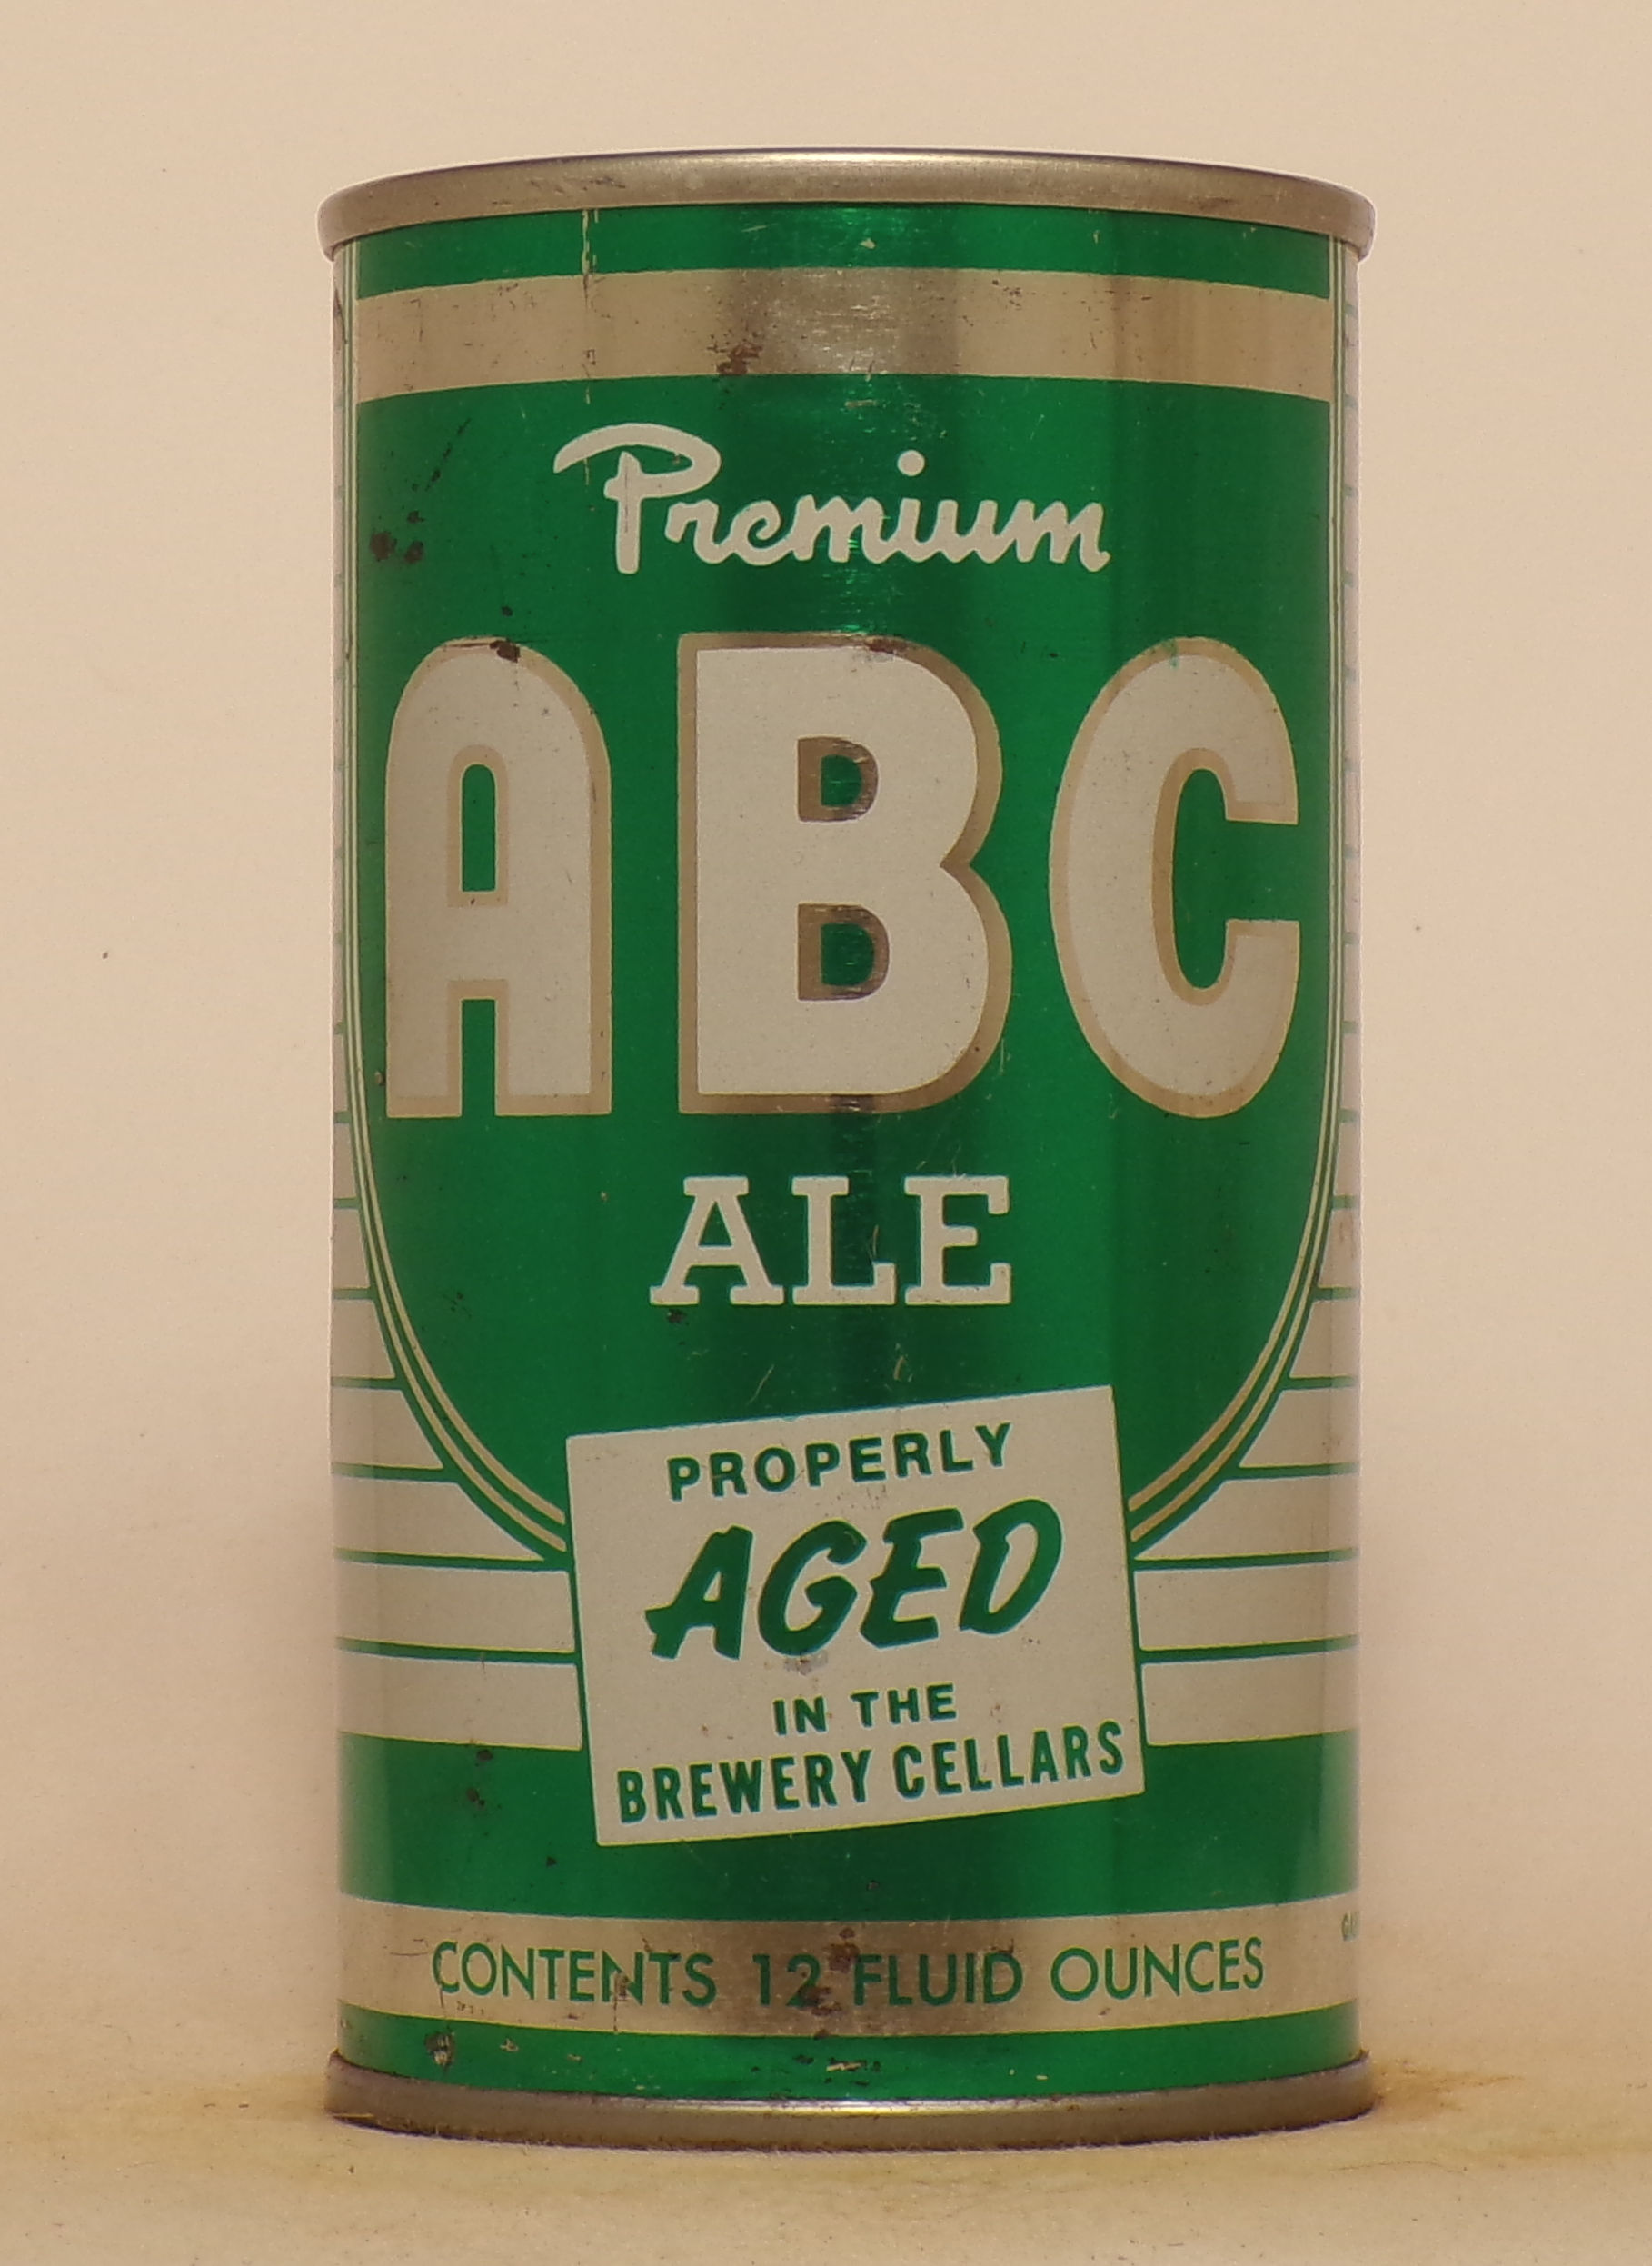 Premium
ABC
ALE
PROPERLY
AGED
IN THE
BREWERY CELLARS
CONTENTS 12 FLUID OUNCES